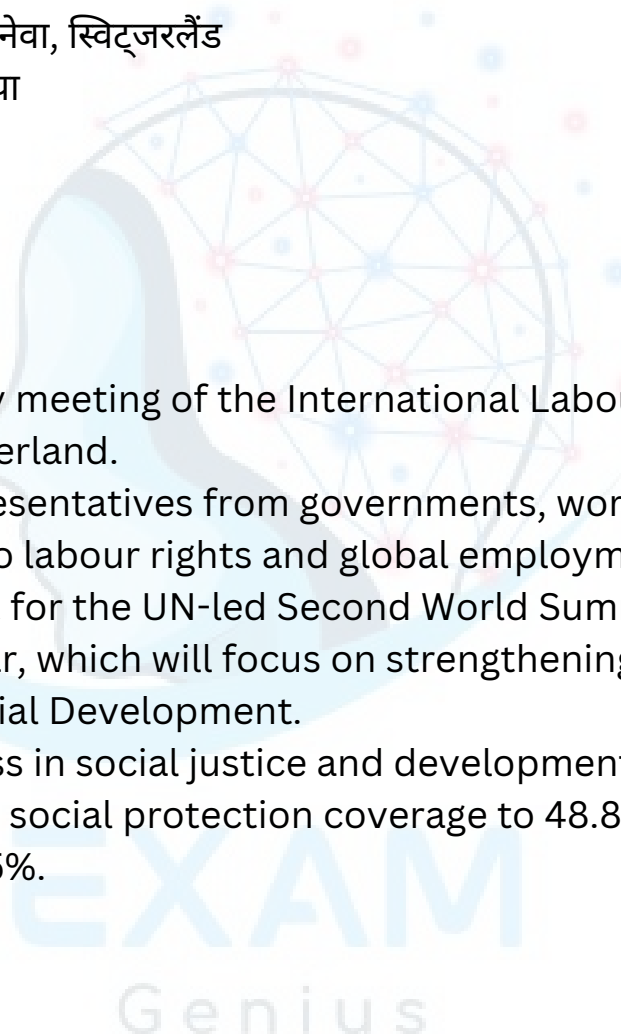 नेवा, स्विट्जरलैंड
या
y meeting of the International Labou
erland.
esentatives from governments, wor
o labour rights and global employm
for the UN-led Second World Sum
r, which will focus on strengthening
ial Development.
ss in social justice and development
social protection coverage to 48.8
5%.
EXAM
Genius